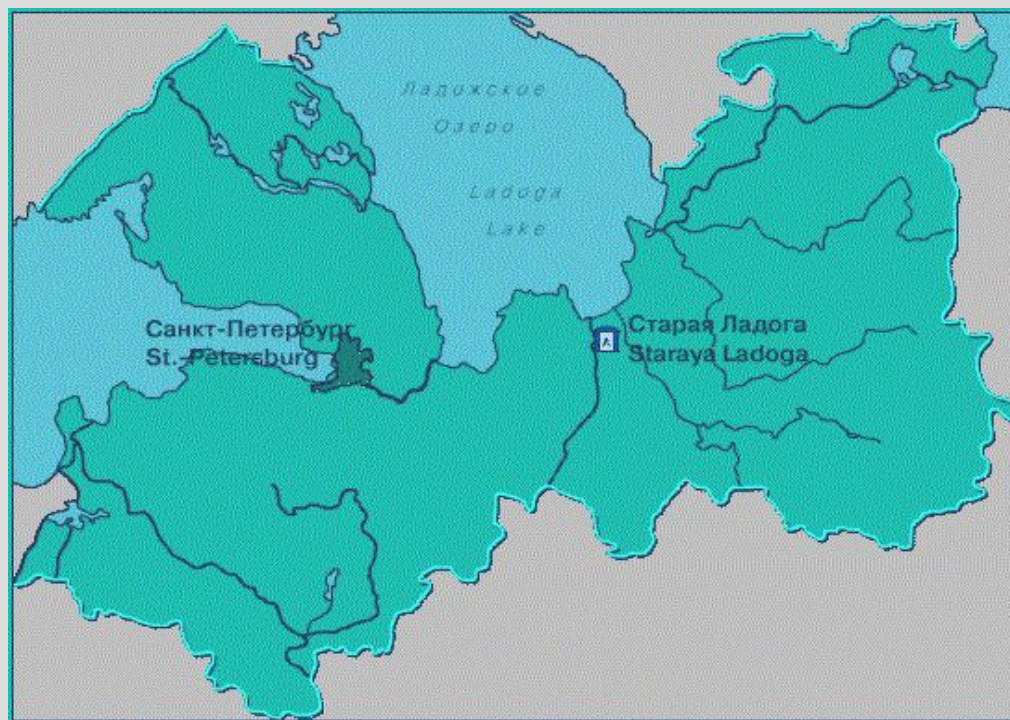 Ладожское
Озеро
Ladoga
Lake
Санкт-Петербург
St.-Petersburg
Старая Ладога
Staraya Ladoga